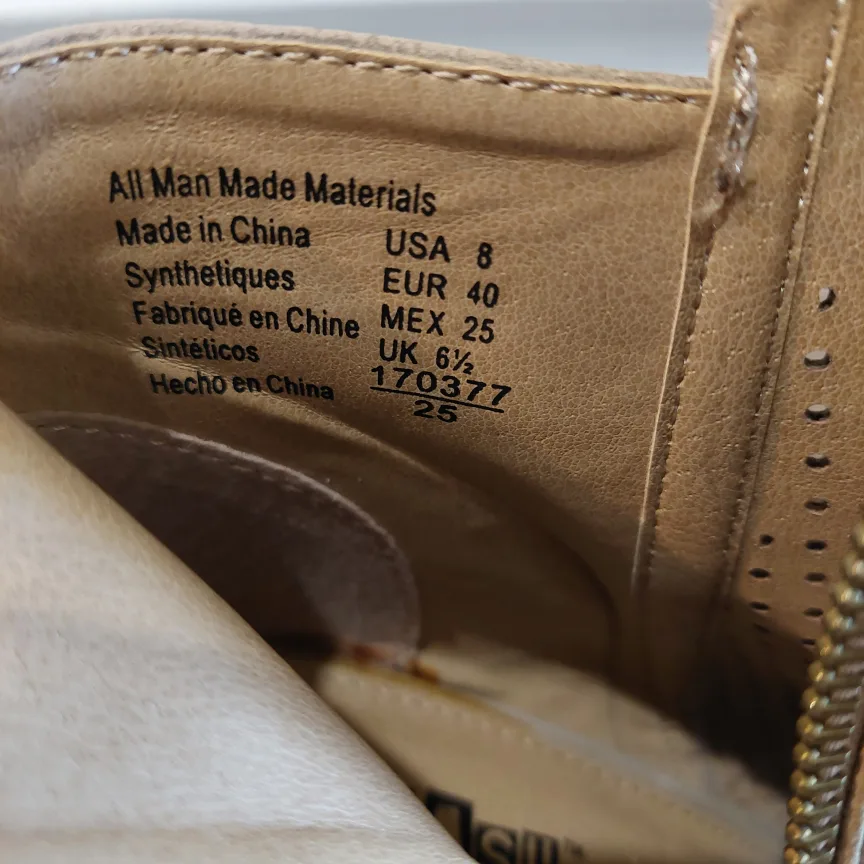 All Man Made Materials
Made in China
Synthetiques
Fabriqué en Chine
Sintéticos
Hecho en China
USA 8
EUR 40
MEX 25
UK 6½
170377
25